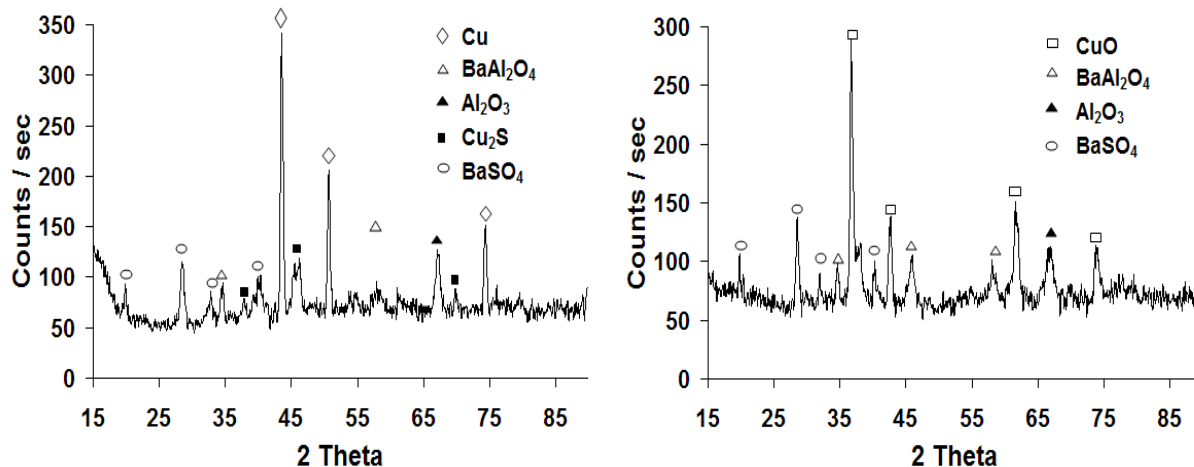 350
300
250
200
150
100
50
0
Counts / sec
15 25 35 45 55 65 75 85
2 Theta
Cu
BaAl₂O₄
Al₂O₃
Cu₂S
BaSO₄
300
250
200
150
100
50
0
Counts / sec
15 25 35 45 55 65 75 85
2 Theta
CuO
BaAl₂O₄
Al₂O₃
BaSO₄